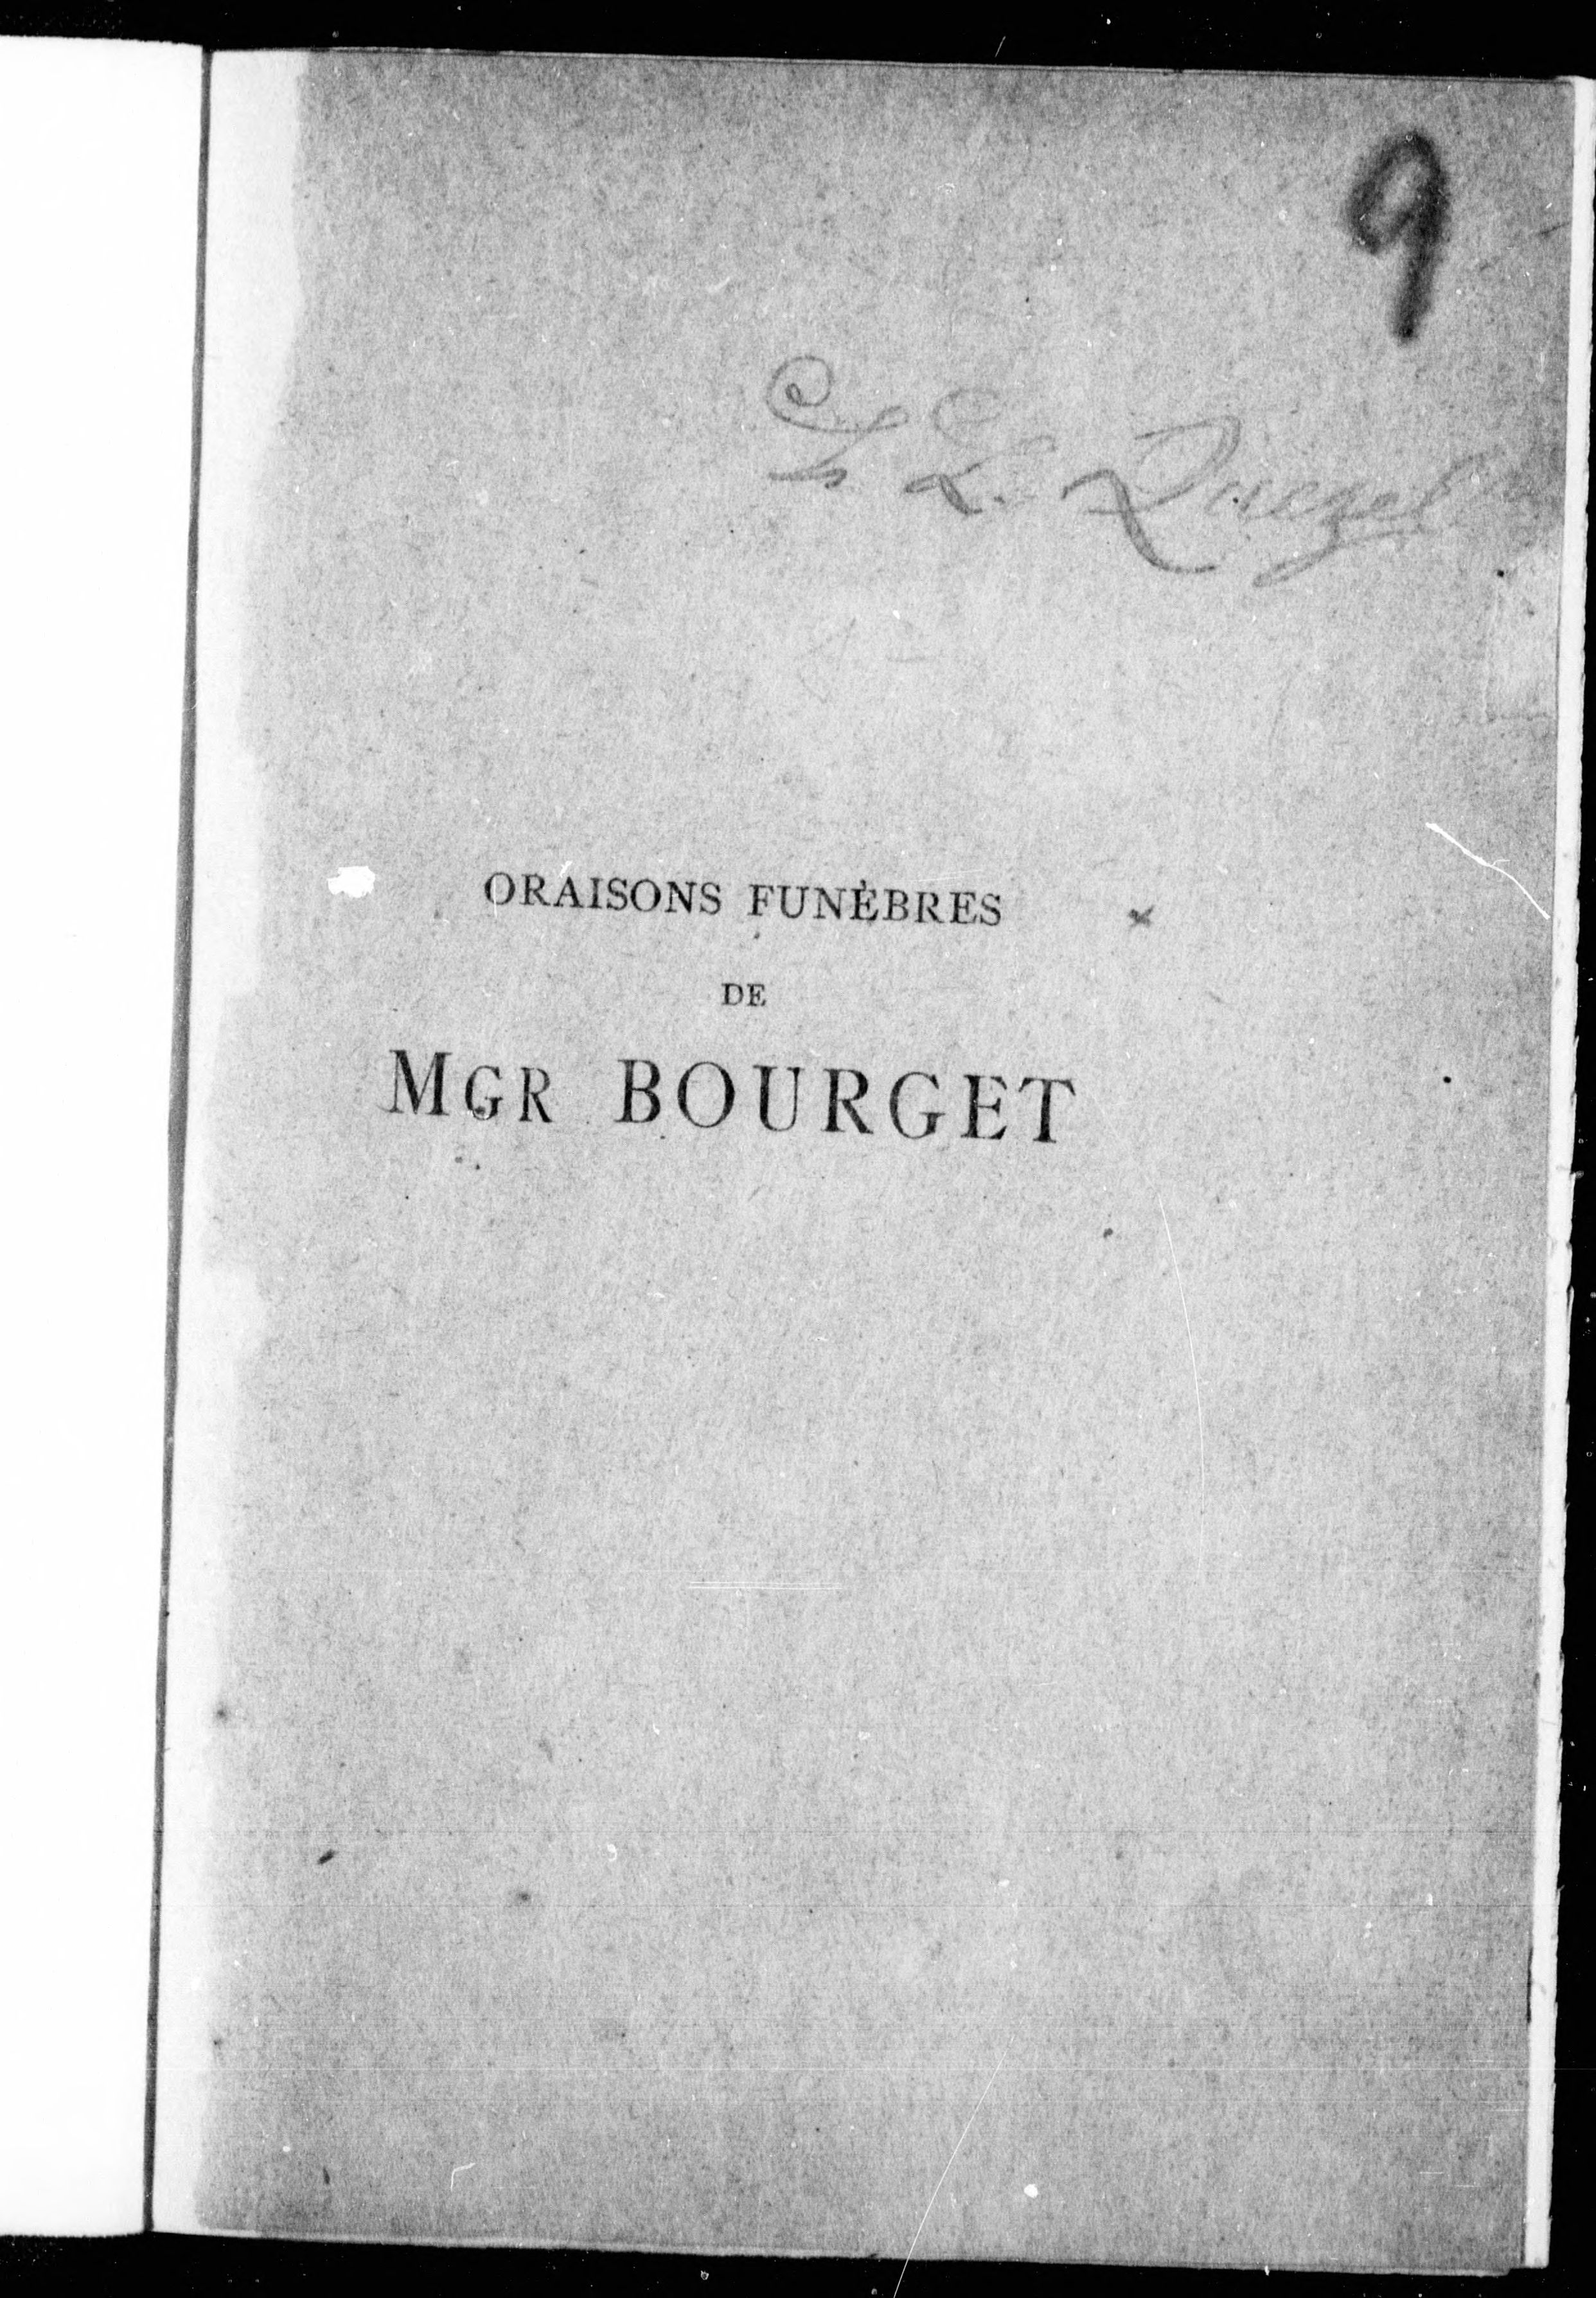 9
ORAISONS FUNÈBRES
DE
MGR BOURGET